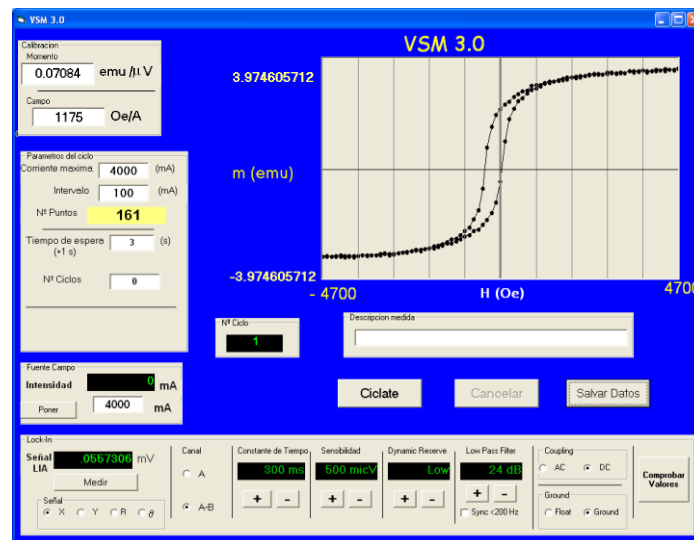 VSM 3.0
Calibracion
Momento
0.07084 emu /μ V
Campo
1175 Oe/A
Parametros del ciclo
Corriente maxima 4000 (mA)
Intervalo 100 (mA)
Nº Puntos 161
Tiempo de espera 3 (s)
(+1 s)
Nº Ciclos 0
VSM 3.0
3.974605712
m (emu)
-3.974605712
- 4700 H (Oe) 4700
Nº Ciclo
1
Descripcion medida
Fuente Campo
Intensidad 0 mA
Poner 4000 mA
Ciclate Cancelar Salvar Datos
Lock-In
Señal LIA .0557306 mV
Medir
Señal
X Y R θ
Canal
A
A-B
Constante de Tiempo
300 ms
+ -
Sensibilidad
500 micV
+ -
Dynamic Reserve
Low
+ -
Low Pass Filter
24 dB
+ -
Sync <200 Hz
Coupling
AC DC
Ground
Float Ground
Comprobar
Valores